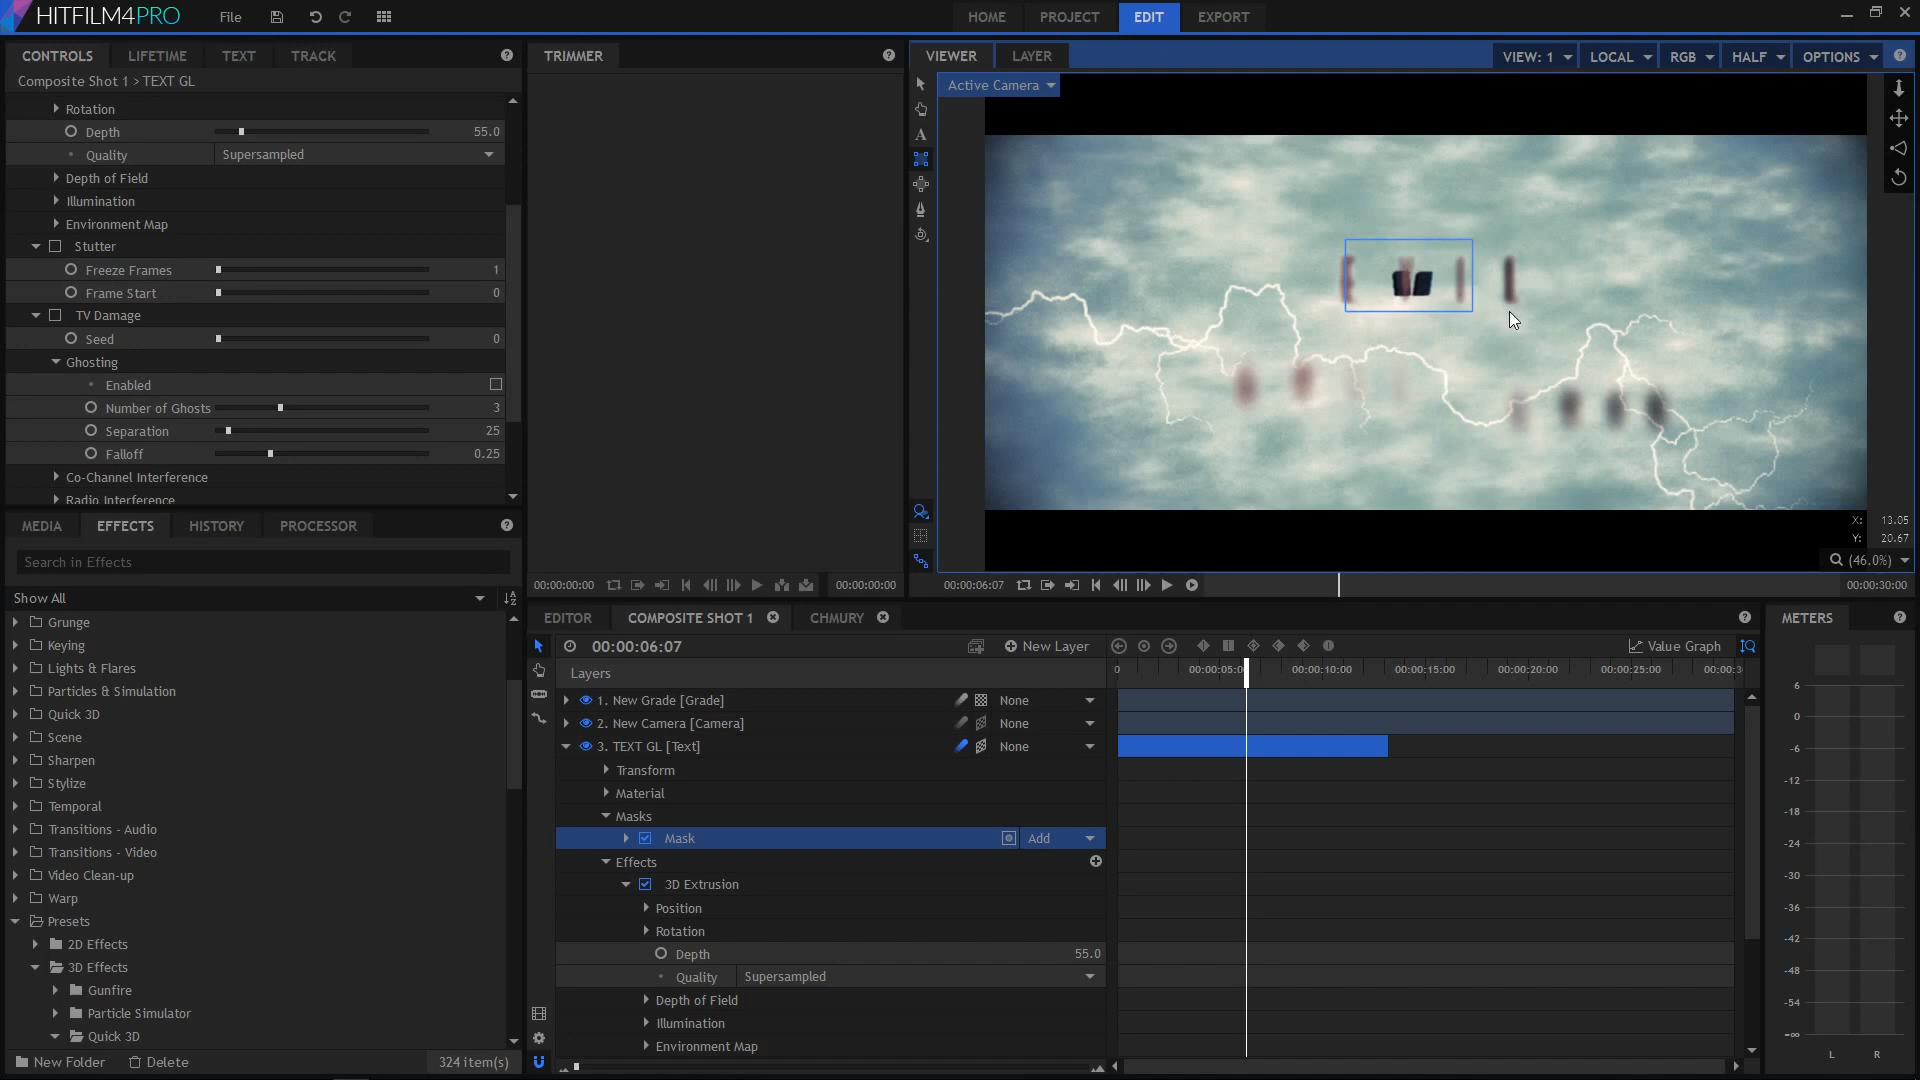 HITFILM4PRO
File
HOME
PROJECT
EDIT
EXPORT
CONTROLS
LIFETIME
TEXT
TRACK
Composite Shot 1 > TEXT GL
Rotation
Depth 55.0
Quality Supersampled
Depth of Field
Illumination
Environment Map
Stutter
Freeze Frames 1
Frame Start 0
TV Damage
Seed 0
Ghosting
Enabled
Number of Ghosts 3
Separation 25
Falloff 0.25
Co-Channel Interference
Radio Interference
MEDIA
EFFECTS
HISTORY
PROCESSOR
Search in Effects
Show All
Grunge
Keying
Lights & Flares
Particles & Simulation
Quick 3D
Scene
Sharpen
Stylize
Temporal
Transitions - Audio
Transitions - Video
Video Clean-up
Warp
Presets
2D Effects
3D Effects
Gunfire
Particle Simulator
Quick 3D
New Folder
Delete
324 item(s)
TRIMMER
00:00:00:00
00:00:00:00
VIEWER
LAYER
VIEW: 1
LOCAL
RGB
HALF
OPTIONS
Active Camera
A
X: 13.05
Y: 20.67
(46.0%)
00:00:06:07
00:00:30:00
EDITOR
COMPOSITE SHOT 1
CHMURY
00:00:06:07
New Layer
Value Graph
Layers
0 00:00:05:0 00:00:10:00 00:00:15:00 00:00:20:00 00:00:25:00 00:00:3
1. New Grade [Grade] None
2. New Camera [Camera] None
3. TEXT GL [Text] None
Transform
Material
Masks
Mask Add
Effects
3D Extrusion
Position
Rotation
Depth 55.0
Quality Supersampled
Depth of Field
Illumination
Environment Map
METERS
6
0
-6
-12
-18
-24
-30
-36
-42
-48
-54
-∞
L R